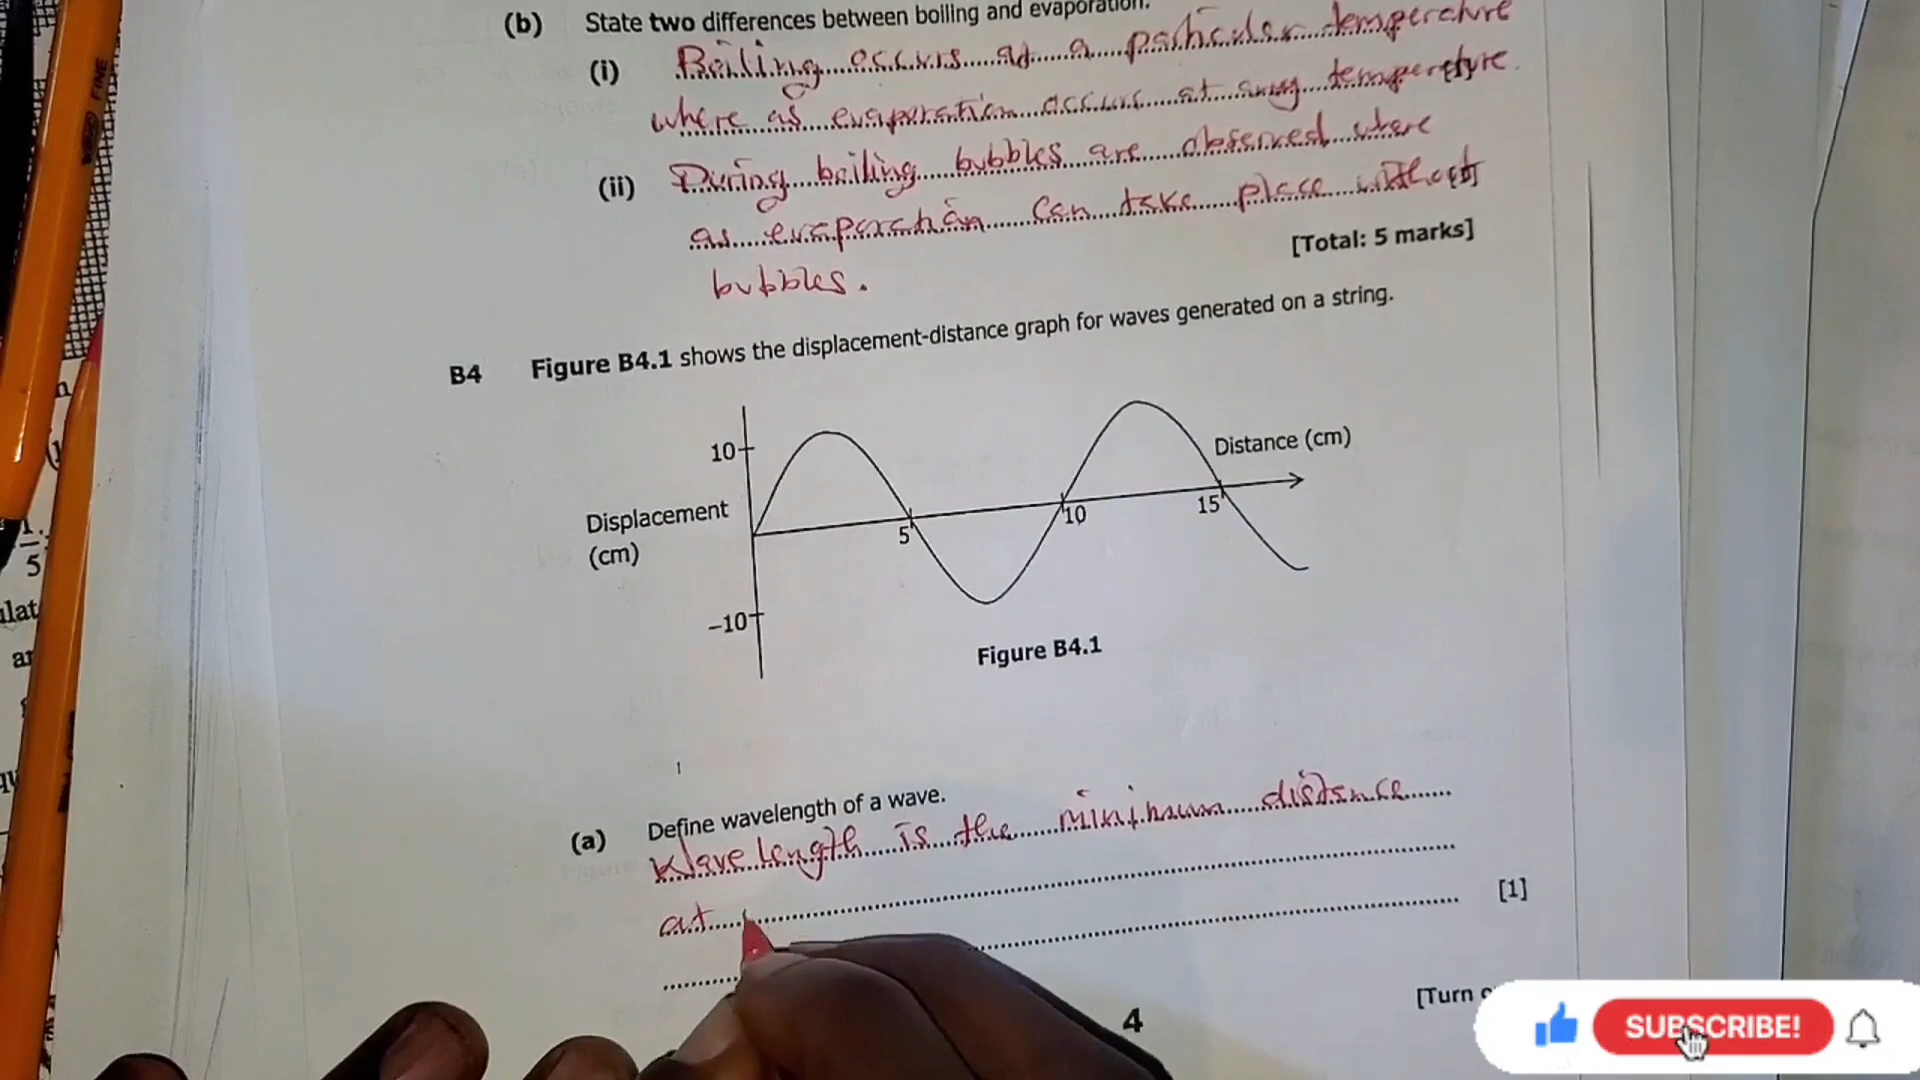 (b) State two differences between boiling and evaporation.
(i) Boiling occurs at a particular temperature
where as evaporation occurs at any temperature.
(ii) During boiling bubbles are observed where
as evaporation can take place without
bubbles.
[Total: 5 marks]
B4 Figure B4.1 shows the displacement-distance graph for waves generated on a string.
10
Distance (cm)
Displacement
(cm)
5
10
15
–10
Figure B4.1
(a) Define wavelength of a wave.
Wave length is the minimum distance
at
[1]
4
[Turn
SUBSCRIBE!
FINE
1.
5